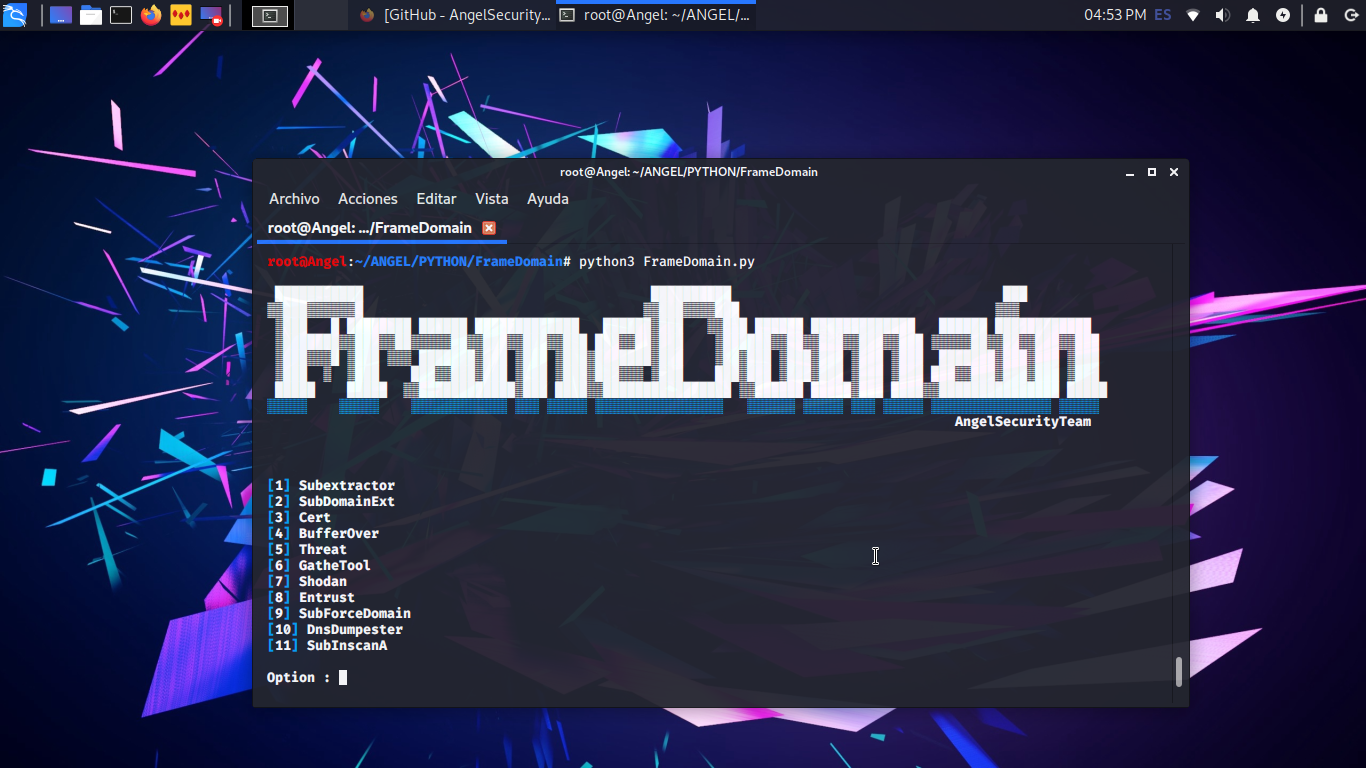 [GitHub - AngelSecurity...
root@Angel: ~/ANGEL/...
04:53 PM ES
root@Angel: ~/ANGEL/PYTHON/FrameDomain
Archivo Acciones Editar Vista Ayuda
root@Angel: .../FrameDomain
root@Angel:~/ANGEL/PYTHON/FrameDomain# python3 FrameDomain.py
FrameDomain
AngelSecurityTeam
[1] Subextractor
[2] SubDomainExt
[3] Cert
[4] BufferOver
[5] Threat
[6] GatheTool
[7] Shodan
[8] Entrust
[9] SubForceDomain
[10] DnsDumpester
[11] SubInscanA
Option :